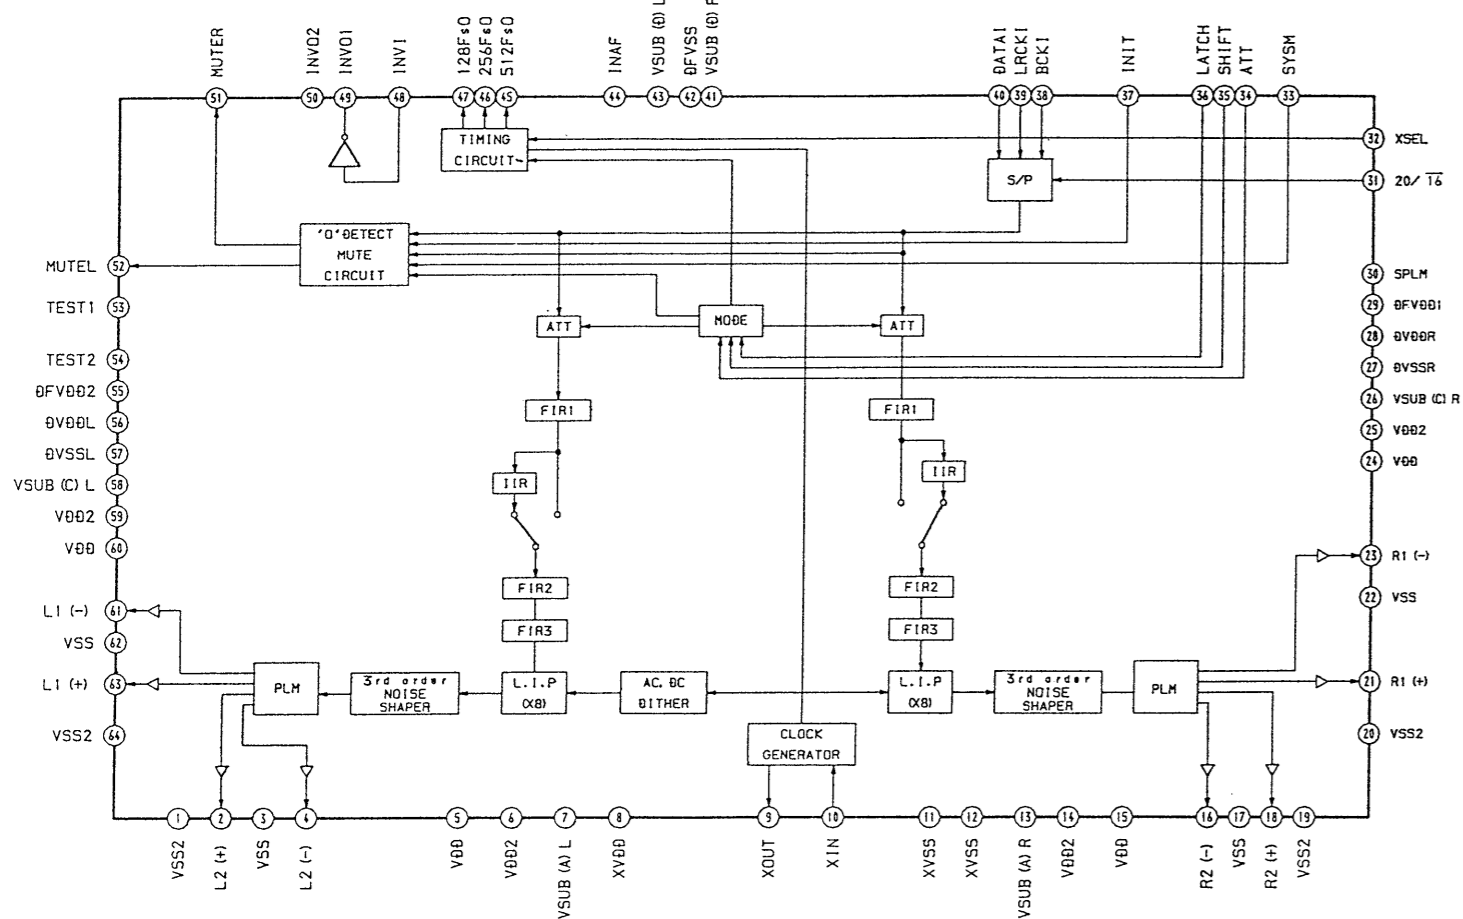 MUTER
INVO2
INVO1
INVI
128FsO
256FsO
512FsO
INAF
VSUB (D) L
DFVSS
VSUB (D)
DATAI
LRCKI
BCKI
INIT
LATCH
SHIFT
ATT
SYSM
51
50
49
48
47
46
45
44
43
42
41
40
39
38
37
36
35
34
33
TIMING
CIRCUIT
32 XSEL
S/P
31 20/ 16
'0' DETECT
MUTE
CIRCUIT
MUTEL 52
30 SPLM
TEST1 53
29 DFVDD1
ATT
MODE
ATT
28 DVDDR
TEST2 54
27 DVSSR
DFVDD2 55
26 VSUB (C) R
FIR1
FIR1
DVDDL 56
25 VDD2
DVSSL 57
24 VDD
VSUB (C) L 58
IIR
IIR
VDD2 59
VDD 60
23 R1 (-)
FIR2
FIR2
22 VSS
L1 (-) 61
FIR3
FIR3
VSS 62
L1 (+) 63
PLM
3rd order
NOISE
SHAPER
L.I.P
(X8)
AC, DC
DITHER
L.I.P
(X8)
3rd order
NOISE
SHAPER
PLM
21 R1 (+)
VSS2 64
CLOCK
GENERATOR
20 VSS2
1
2
3
4
5
6
7
8
9
10
11
12
13
14
15
16
17
18
19
VSS2
L2 (+)
VSS
L2 (-)
VDD
VDD2
VSUB (A) L
XVDD
XOUT
XIN
XVSS
XVSS
VSUB (A) R
VDD2
VDD
R2 (-)
VSS
R2 (+)
VSS2